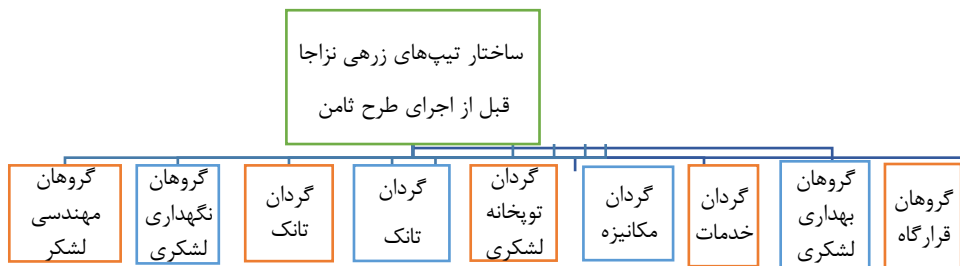 ساختار تیپ‌های زرهی نزاجا
قبل از اجرای طرح ثامن
گروهان
قرارگاه
گروهان
بهداری
لشکری
گردان
خدمات
گردان
مکانیزه
گردان
توپخانه
لشکری
گردان
تانک
گردان
تانک
گروهان
نگهداری
لشکری
گروهان
مهندسی
لشکر